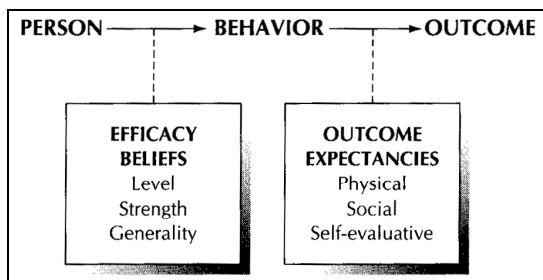 PERSON BEHAVIOR OUTCOME
EFFICACY
BELIEFS
Level
Strength
Generality
OUTCOME
EXPECTANCIES
Physical
Social
Self-evaluative